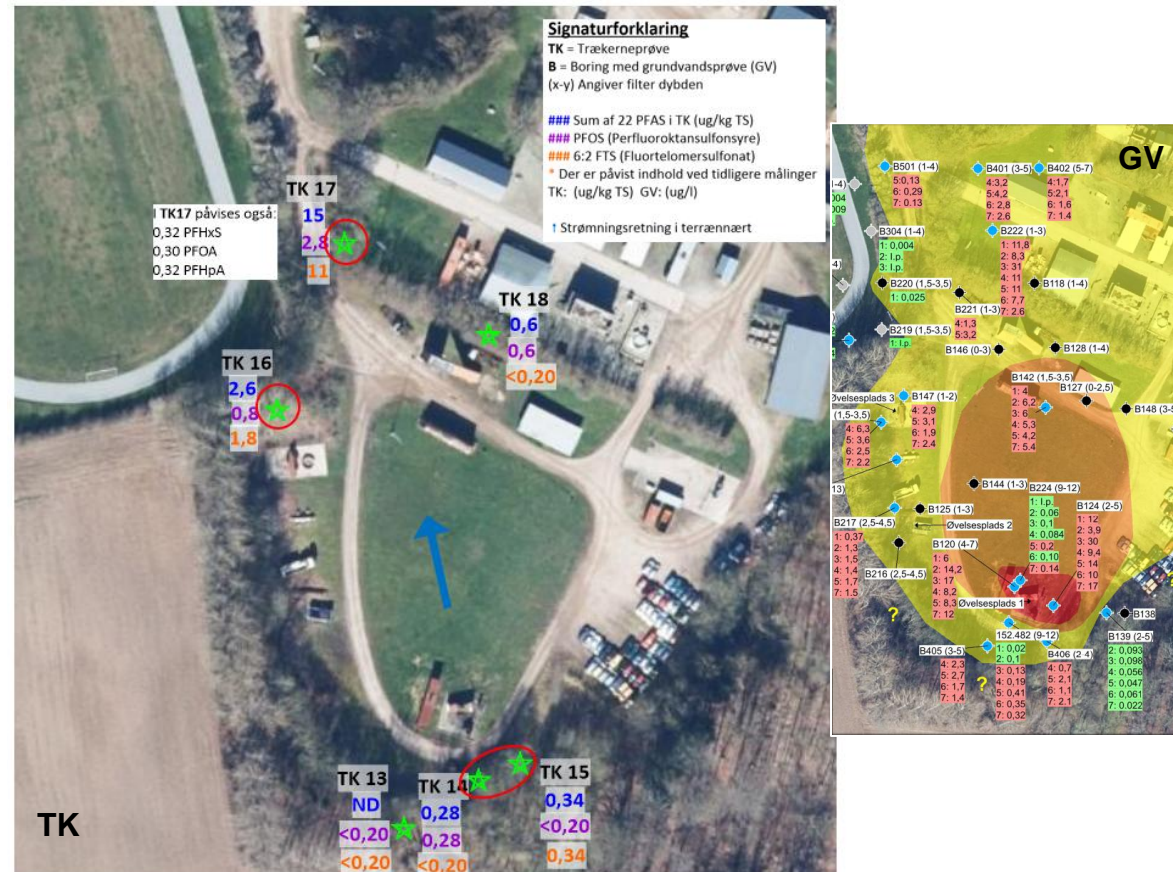 Signaturforklaring
TK = Trækerneprøve
B = Boring med grundvandsprøve (GV)
(x-y) Angiver filter dybden
### Sum af 22 PFAS i TK (ug/kg TS)
### PFOS (Perfluoroktansulfonsyre)
### 6:2 FTS (Fluortelomersulfonat)
* Der er påvist indhold ved tidligere målinger
TK: (ug/kg TS) GV: (ug/l)
↑ Strømningsretning i terrænnært
I TK17 påvises også:
0,32 PFHxS
0,30 PFOA
0,32 PFHpA
TK 17
15
2,8
11
TK 18
0,6
0,6
<0,20
TK 16
2,6
0,8
1,8
TK 13
ND
<0,20
<0,20
TK 14
0,28
0,28
<0,20
TK 15
0,34
<0,20
0,34
TK
GV
B501 (1-4)
5:0,13
6: 0,29
7: 0.13
B401 (3-5)
4:3,2
5:4,2
6: 2,8
7: 2.6
B402 (5-7)
4:1,7
5:2,1
6: 1,6
7: 1.4
-4)
004
009
B304 (1-4)
1: 0,004
2: I.p.
3: I.p.
B222 (1-3)
1: 11,8
2: 8,3
3: 31
4: 11
5: 11
6: 7,7
7: 2.6
-4)
B220 (1,5-3,5)
1: 0,025
B221 (1-3)
4:1,3
5:3,2
B118 (1-4)
B219 (1,5-3,5)
1: I.p.
B146 (0-3)
B128 (1-4)
B142 (1,5-3,5)
1: 4
2: 6,2
3: 6
4: 5,3
5: 4,2
7: 5.4
B127 (0-2,5)
B148 (3-5
Øvelsesplads 3
B147 (1-2)
4: 2,9
5: 3,1
6: 1,9
7: 2.4
(1,5-3,5)
4: 6,3
5: 3,6
6: 2,5
7: 2.2
13)
B144 (1-3)
B224 (9-12)
1: I.p.
2: 0,06
3: 0,1
4: 0,084
5: 0,2
6: 0,10
7: 0.14
B124 (2-5)
1: 12
2: 3,9
3: 30
4: 9,4
5: 14
6: 10
7: 17
B125 (1-3)
Øvelsesplads 2
B217 (2,5-4,5)
1: 0,37
2: 1,3
3: 1,5
4: 1,4
5: 1,7
7: 1.5
B216 (2,5-4,5)
B120 (4-7)
1: 6
2: 14,2
3: 17
4: 8,2
5: 8,3
7: 12
Øvelsesplads 1
?
?
?
152.482 (9-12)
1: 0,02
2: 0,1
3: 0,13
4: 0,19
5: 0,41
6: 0,35
7: 0,32
B405 (3-5)
4: 2,3
5: 2,7
6: 1,7
7: 1,4
B406 (2-4)
4: 0,7
5: 2,1
6: 1,1
7: 2,1
B138
B139 (2-5)
2: 0,093
3: 0,098
4: 0,056
5: 0,047
6: 0,061
7: 0.022